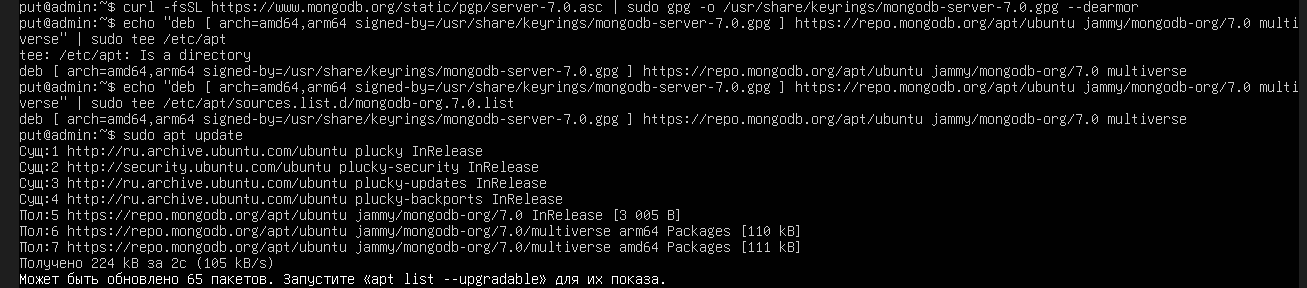 put@admin:~$ curl -fsSL https://www.mongodb.org/static/pgp/server-7.0.asc | sudo gpg -o /usr/share/keyrings/mongodb-server-7.0.gpg --dearmor
put@admin:~$ echo "deb [ arch=amd64,arm64 signed-by=/usr/share/keyrings/mongodb-server-7.0.gpg ] https://repo.mongodb.org/apt/ubuntu jammy/mongodb-org/7.0 multi
verse" | sudo tee /etc/apt
tee: /etc/apt: Is a directory
deb [ arch=amd64,arm64 signed-by=/usr/share/keyrings/mongodb-server-7.0.gpg ] https://repo.mongodb.org/apt/ubuntu jammy/mongodb-org/7.0 multiverse
put@admin:~$ echo "deb [ arch=amd64,arm64 signed-by=/usr/share/keyrings/mongodb-server-7.0.gpg ] https://repo.mongodb.org/apt/ubuntu jammy/mongodb-org/7.0 multi
verse" | sudo tee /etc/apt/sources.list.d/mongodb-org.7.0.list
deb [ arch=amd64,arm64 signed-by=/usr/share/keyrings/mongodb-server-7.0.gpg ] https://repo.mongodb.org/apt/ubuntu jammy/mongodb-org/7.0 multiverse
put@admin:~$ sudo apt update
Сущ:1 http://ru.archive.ubuntu.com/ubuntu plucky InRelease
Сущ:2 http://security.ubuntu.com/ubuntu plucky-security InRelease
Сущ:3 http://ru.archive.ubuntu.com/ubuntu plucky-updates InRelease
Сущ:4 http://ru.archive.ubuntu.com/ubuntu plucky-backports InRelease
Пол:5 https://repo.mongodb.org/apt/ubuntu jammy/mongodb-org/7.0 InRelease [3 005 B]
Пол:6 https://repo.mongodb.org/apt/ubuntu jammy/mongodb-org/7.0/multiverse arm64 Packages [110 kB]
Пол:7 https://repo.mongodb.org/apt/ubuntu jammy/mongodb-org/7.0/multiverse amd64 Packages [111 kB]
Получено 224 kB за 2с (105 kB/s)
Может быть обновлено 65 пакетов. Запустите «apt list --upgradable» для их показа.